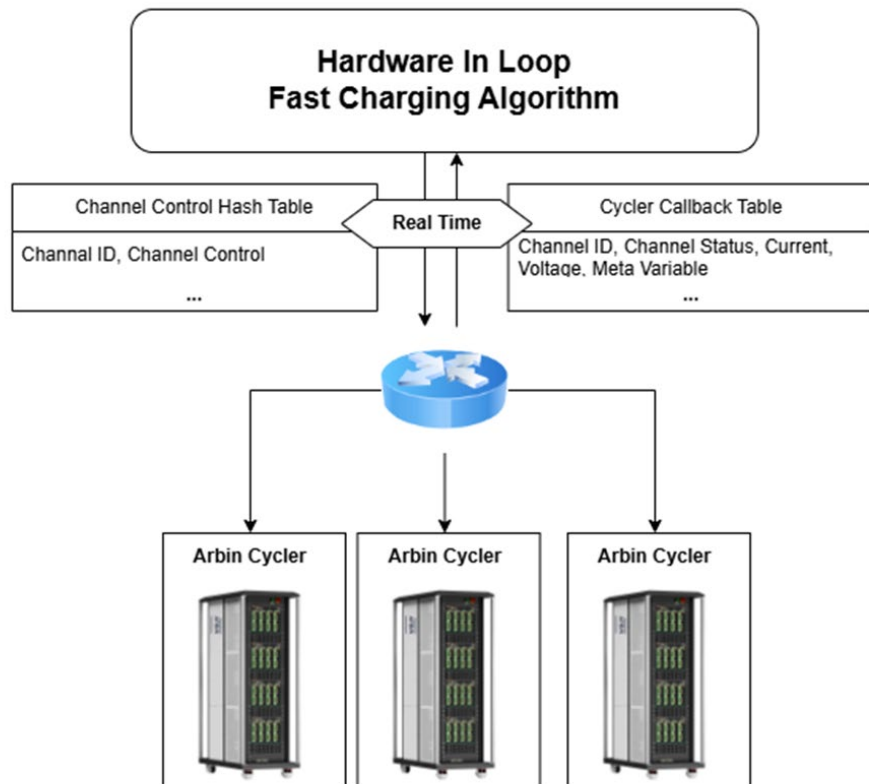 Hardware In Loop
Fast Charging Algorithm
Channel Control Hash Table
Channal ID, Channel Control
...
Real Time
Cycler Callback Table
Channel ID, Channel Status, Current,
Voltage, Meta Variable
...
Arbin Cycler
Arbin Cycler
Arbin Cycler